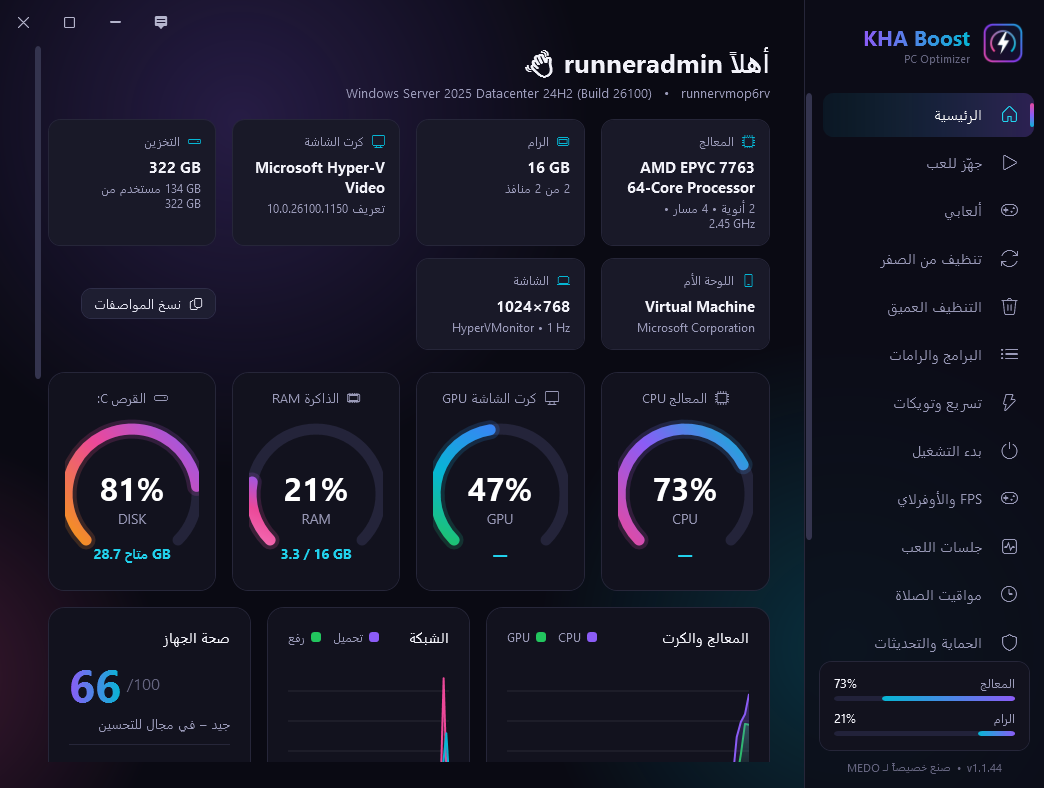 KHA Boost
PC Optimizer
الرئيسية
جهّز للعب
ألعابي
تنظيف من الصفر
التنظيف العميق
البرامج والرامات
تسريع وتويكات
بدء التشغيل
FPS والأوفرلاي
جلسات اللعب
مواقيت الصلاة
الحماية والتحديثات
المعالج 73%
الرام 21%
v1.1.44 • صنع خصيصاً لـ MEDO
أهلاً runneradmin 👋
Windows Server 2025 Datacenter 24H2 (Build 26100) • runnervmop6rv
المعالج
AMD EPYC 7763
64-Core Processor
2 أنوية • 4 مسار •
2.45 GHz
الرام
16 GB
2 من 2 منافذ
كرت الشاشة
Microsoft Hyper-V
Video
تعريف 10.0.26100.1150
التخزين
322 GB
134 GB مستخدم من
322 GB
اللوحة الأم
Virtual Machine
Microsoft Corporation
الشاشة
1024×768
HyperVMonitor • 1 Hz
نسخ المواصفات
المعالج CPU
73%
CPU
—
كرت الشاشة GPU
47%
GPU
—
الذاكرة RAM
21%
RAM
3.3 / 16 GB
القرص C:
81%
DISK
28.7 متاح GB
المعالج والكرت
CPU
GPU
الشبكة
تحميل
رفع
صحة الجهاز
66 /100
جيد – في مجال للتحسين